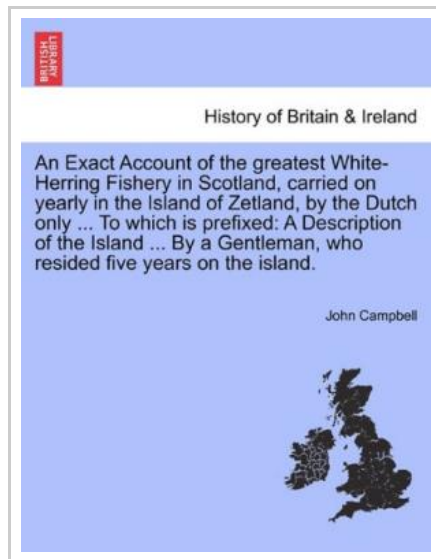 BRITISH
LIBRARY
History of Britain & Ireland
An Exact Account of the greatest White-
Herring Fishery in Scotland, carried on
yearly in the Island of Zetland, by the Dutch
only ... To which is prefixed: A Description
of the Island ... By a Gentleman, who
resided five years on the island.
John Campbell